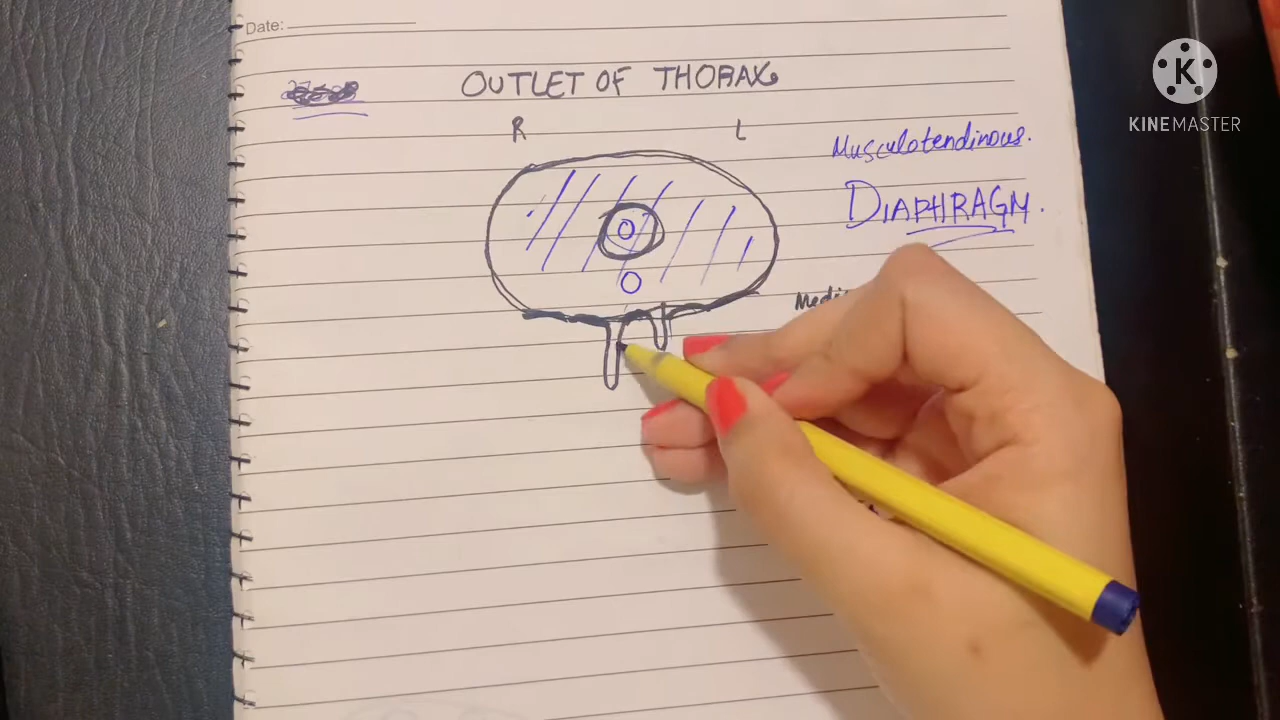 Date:
OUTLET OF THORAX
R L
Musculotendinous.
DIAPHRAGM.
KINEMASTER